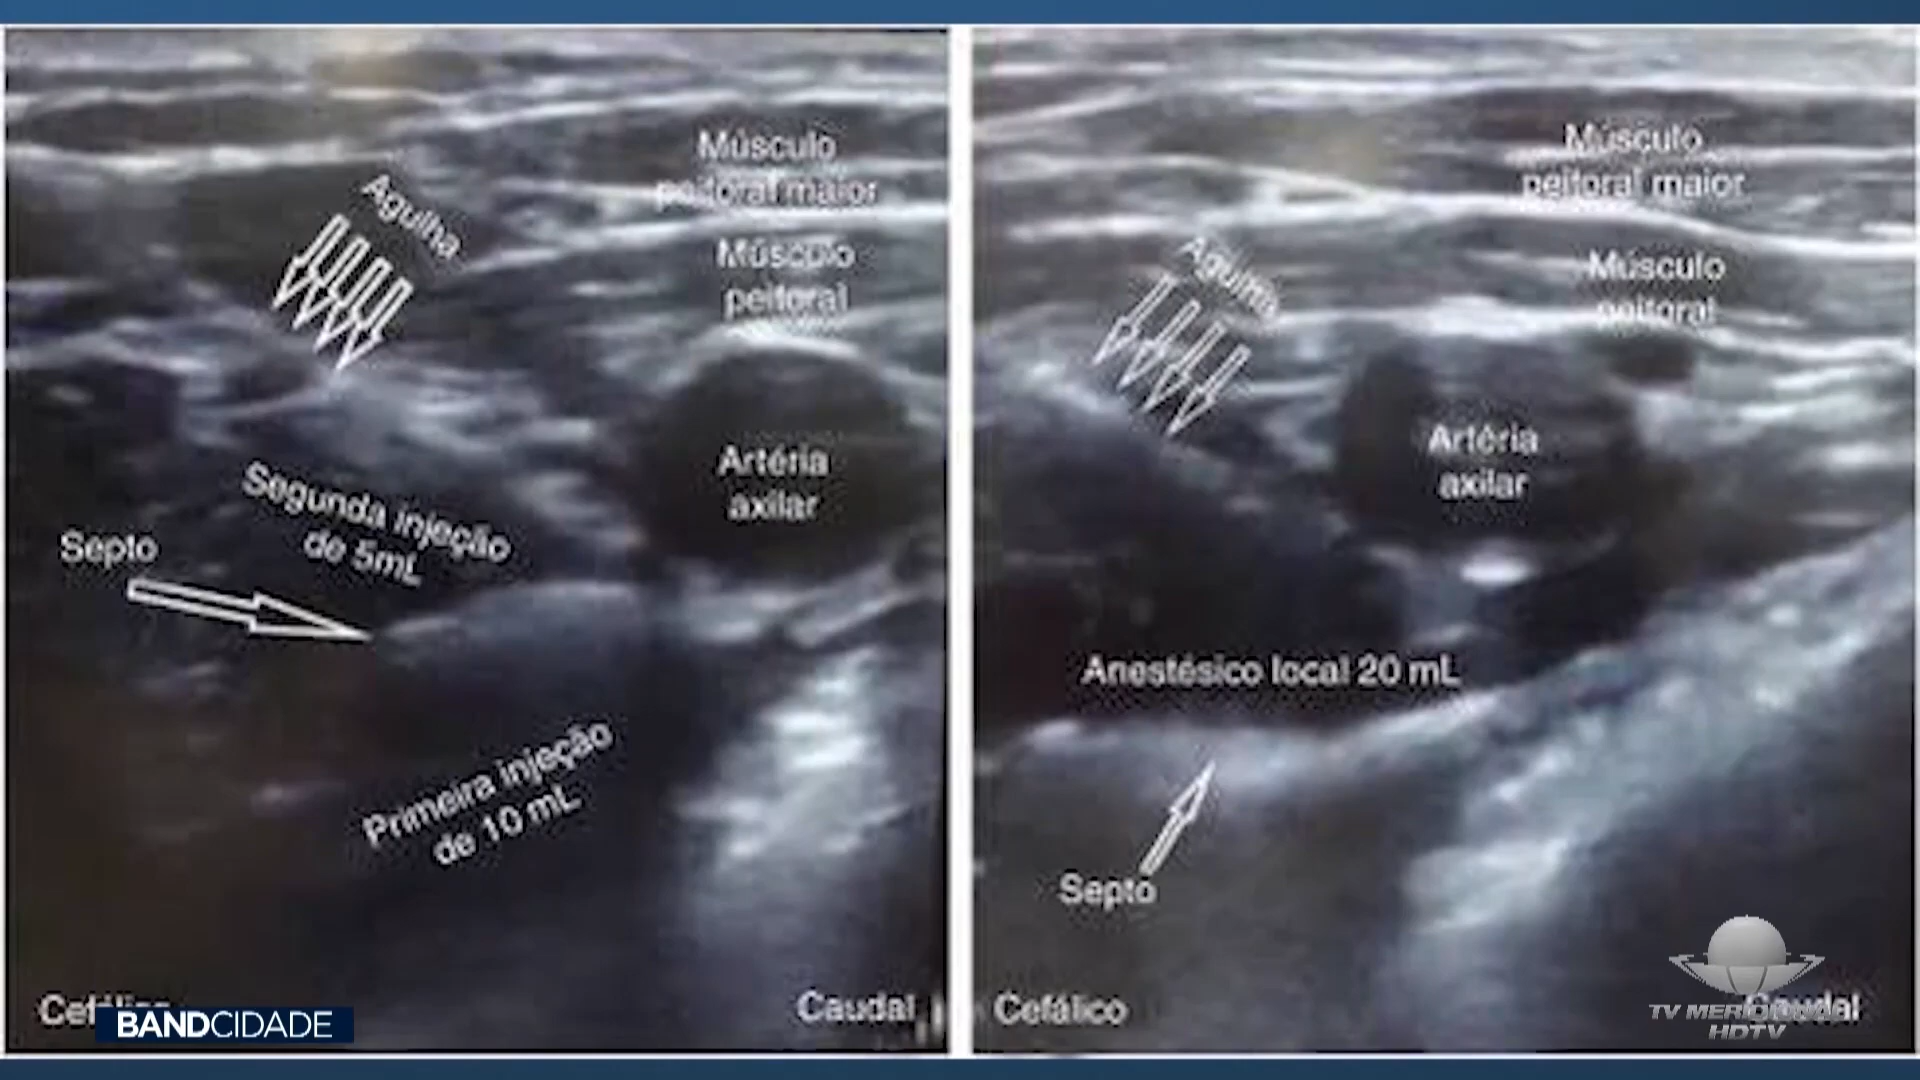 Músculo
peitoral maior
Agulha
Músculo
peitoral
Artéria
axilar
Segunda injeção
de 5mL
Septo
Primeira injeção
de 10 mL
Caudal
BANDCIDADE
Músculo
peitoral maior
Agulha
Músculo
peitoral
Artéria
axilar
Anestésico local 20 mL
Septo
Cefálico
Caudal
TV MERIDIONAL
HDTV